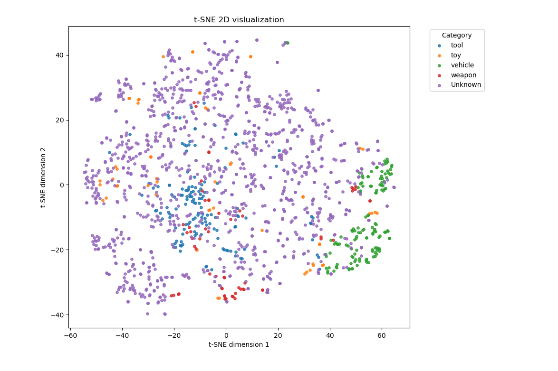 t-SNE 2D visualization
Category
tool
toy
vehicle
weapon
Unknown
t-SNE dimension 2
40
20
0
−20
−40
−60
−40
−20
0
20
40
60
t-SNE dimension 1